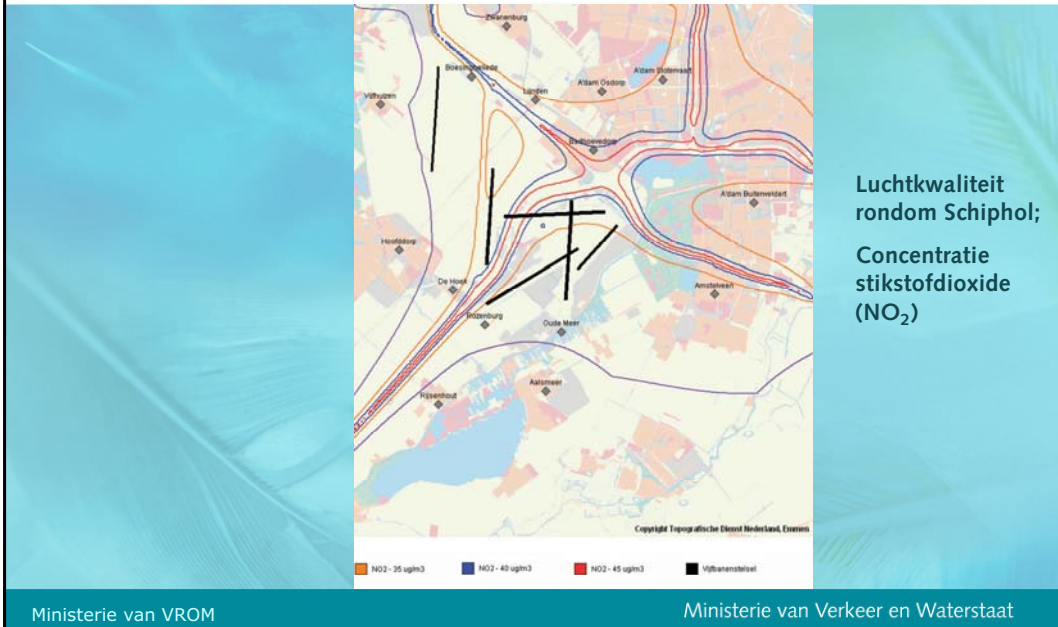 Zwanenburg
Boesingheliede
A'dam Slotervaart
A'dam Osdorp
Vijfhuizen
Lijnden
Badhoevedorp
A'dam Buitenveldert
Hoofddorp
De Hoek
Amstelveen
Rozenburg
Oude Meer
Aalsmeer
Rijsenhout
Copyright Topografische Dienst Nederland, Emmen
NO2 - 35 ug/m3
NO2 - 40 ug/m3
NO2 - 45 ug/m3
Vijfbanenstelsel
Luchtkwaliteit
rondom Schiphol;
Concentratie
stikstofdioxide
(NO₂)
Ministerie van VROM
Ministerie van Verkeer en Waterstaat